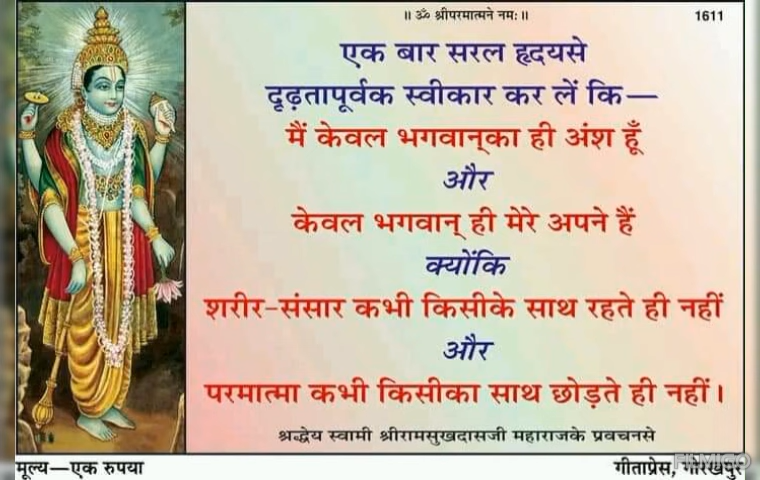 ॥ ॐ श्रीपरमात्मने नमः॥ 1611
एक बार सरल हृदयसे
दृढ़तापूर्वक स्वीकार कर लें कि—
मैं केवल भगवान्‌का ही अंश हूँ
और
केवल भगवान् ही मेरे अपने हैं
क्योंकि
शरीर-संसार कभी किसीके साथ रहते ही नहीं
और
परमात्मा कभी किसीका साथ छोड़ते ही नहीं।
श्रद्धेय स्वामी श्रीरामसुखदासजी महाराजके प्रवचनसे
मूल्य—एक रुपया गीताप्रेस, गोरखपुर
FILMIGO